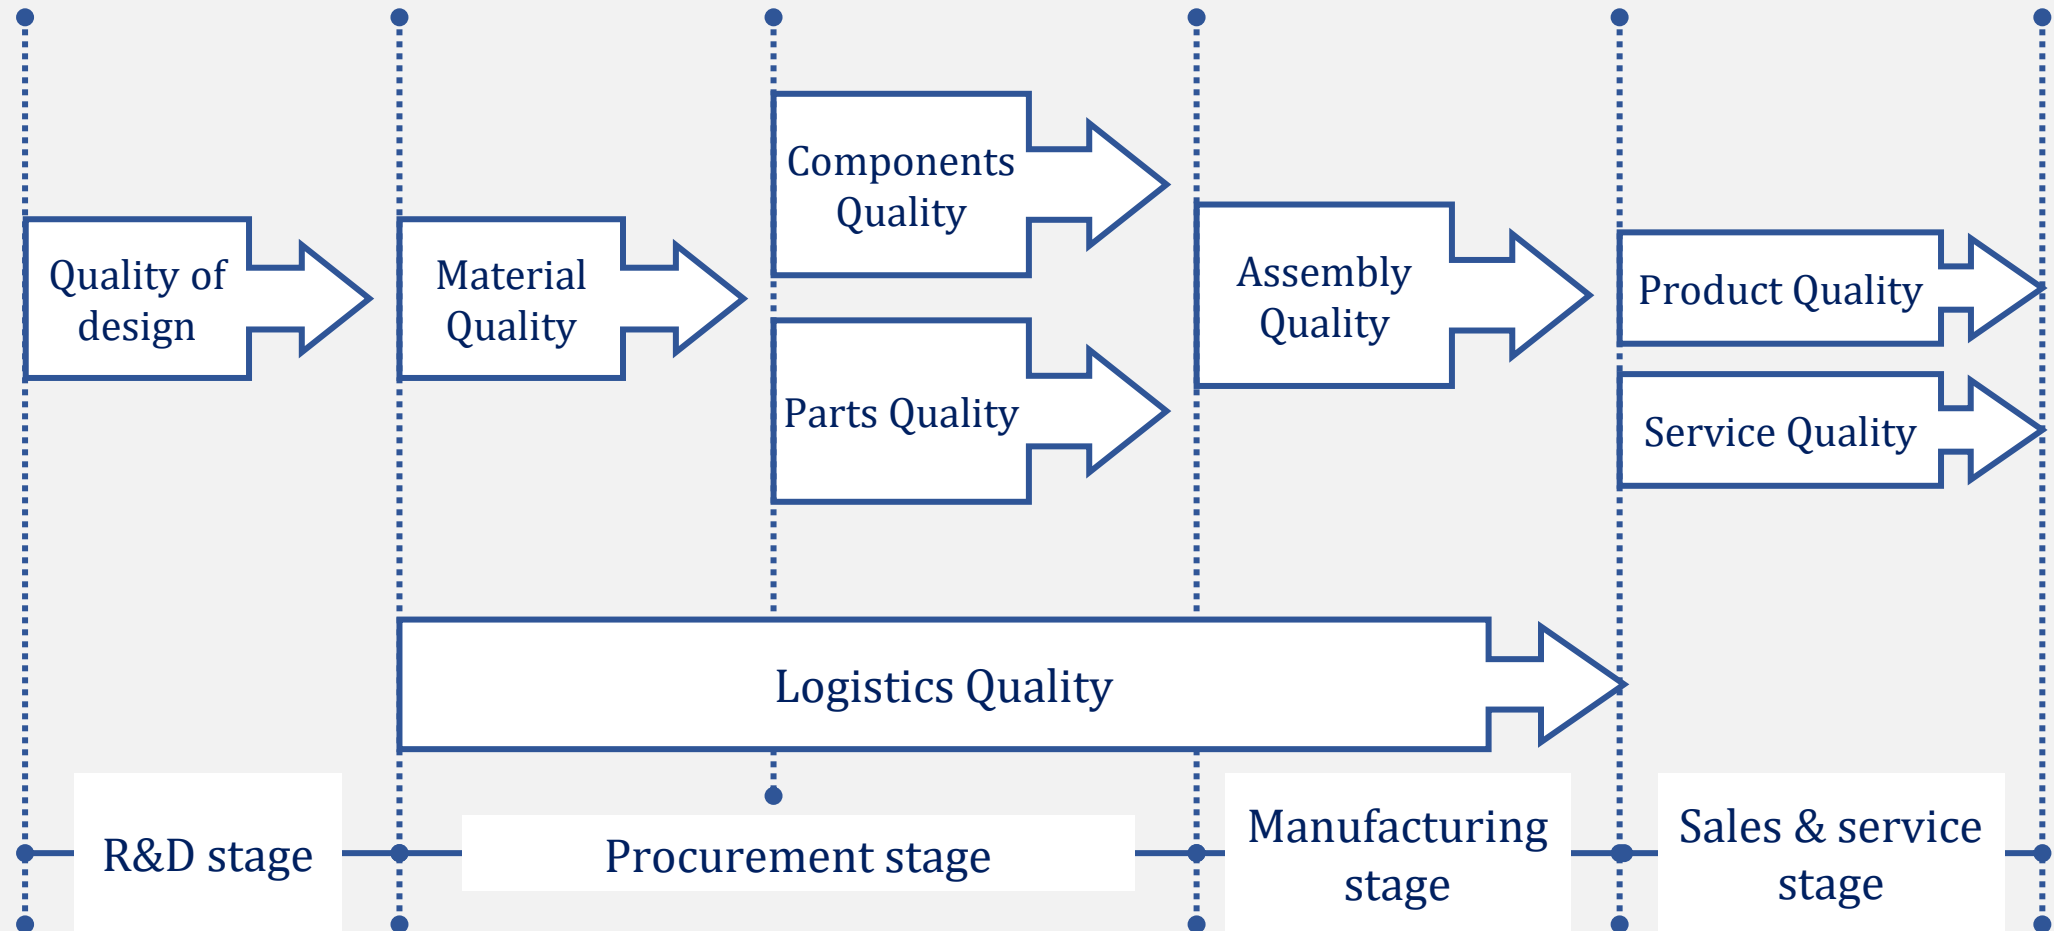 Quality of
design
Material
Quality
Components
Quality
Parts Quality
Assembly
Quality
Product Quality
Service Quality
Logistics Quality
R&D stage
Procurement stage
Manufacturing
stage
Sales & service
stage